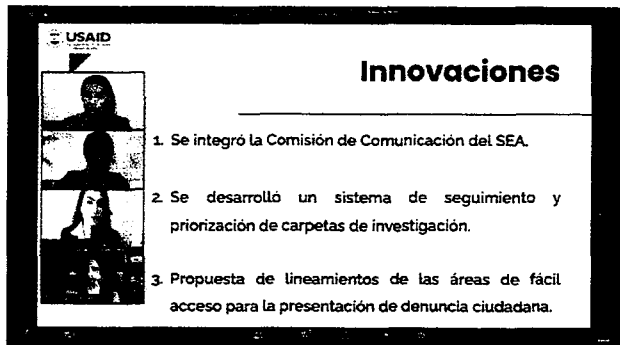 USAID
Innovaciones
1. Se integró la Comisión de Comunicación del SEA.
2. Se desarrolló un sistema de seguimiento y
priorización de carpetas de investigación.
3. Propuesta de lineamientos de las áreas de fácil
acceso para la presentación de denuncia ciudadana.